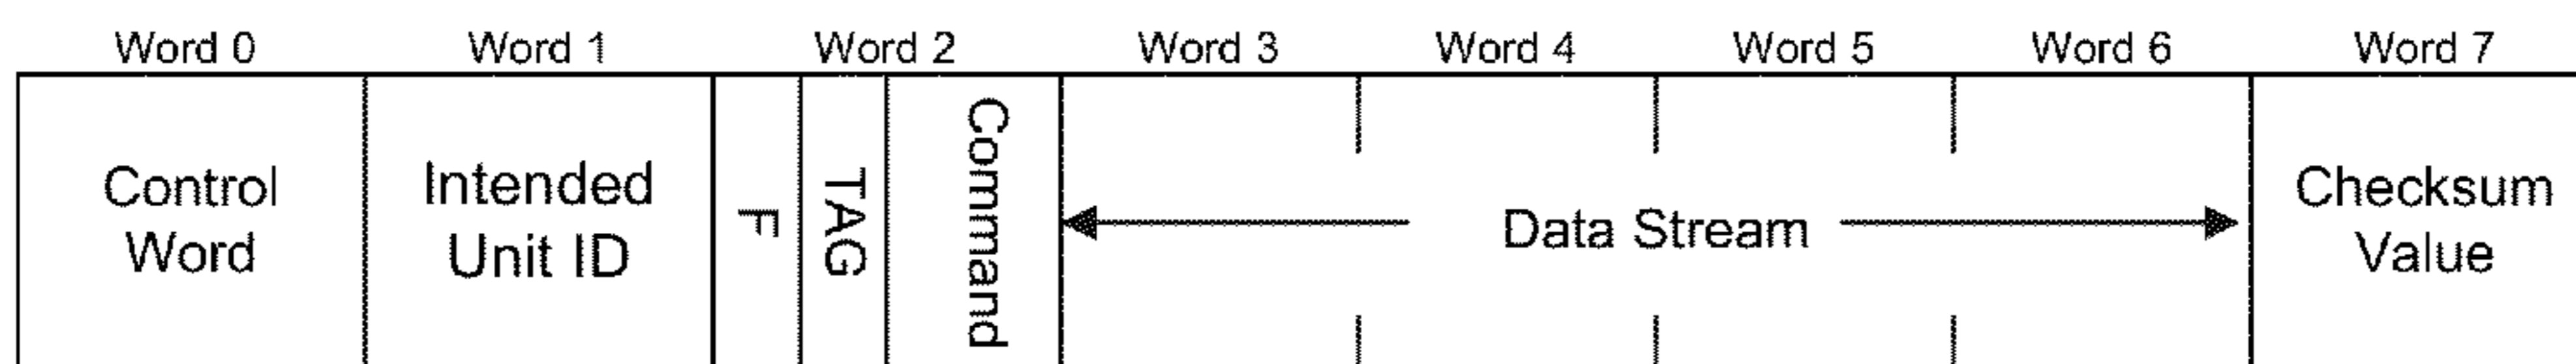 Word 0 Word 1 Word 2 Word 3 Word 4 Word 5 Word 6 Word 7
Control
Word
Intended
Unit ID
F
TAG
Command
Data Stream
Checksum
Value